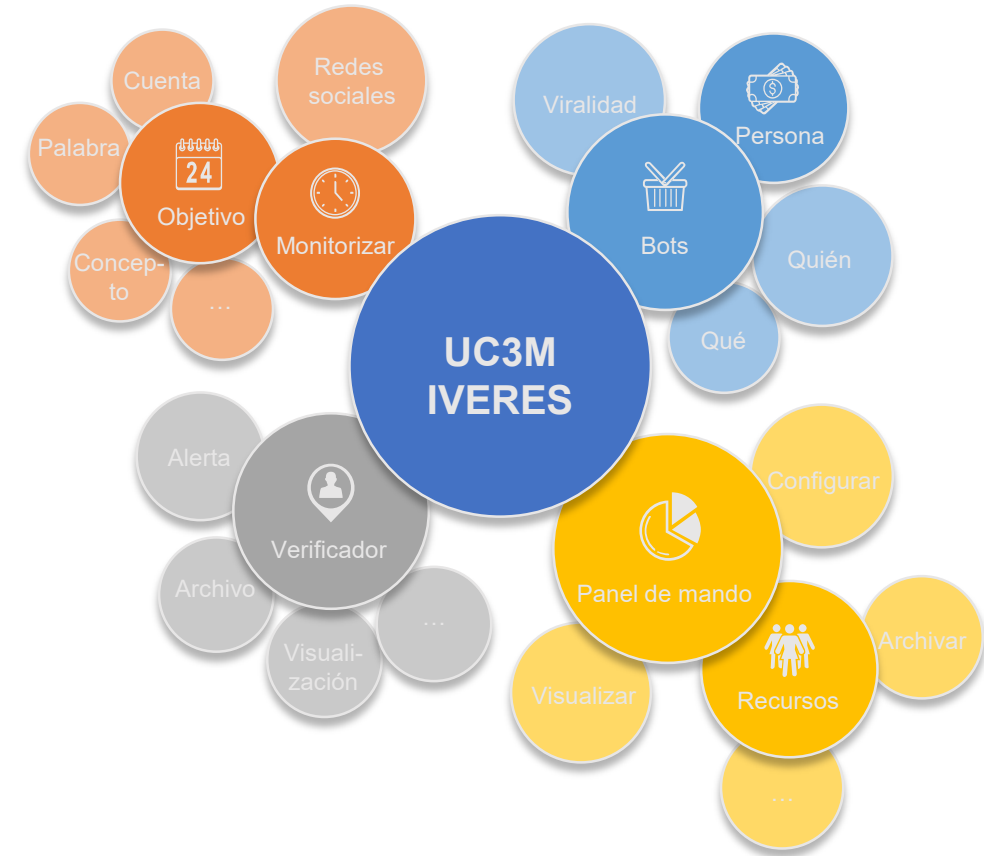 Cuenta
Redes
sociales
Palabra
24
Objetivo
Monitorizar
Concep-
to
...
Viralidad
$
Persona
Bots
Quién
Qué
UC3M
IVERES
Alerta
Verificador
Archivo
Visuali-
zación
...
Configurar
Panel de mando
Archivar
Visualizar
Recursos
...